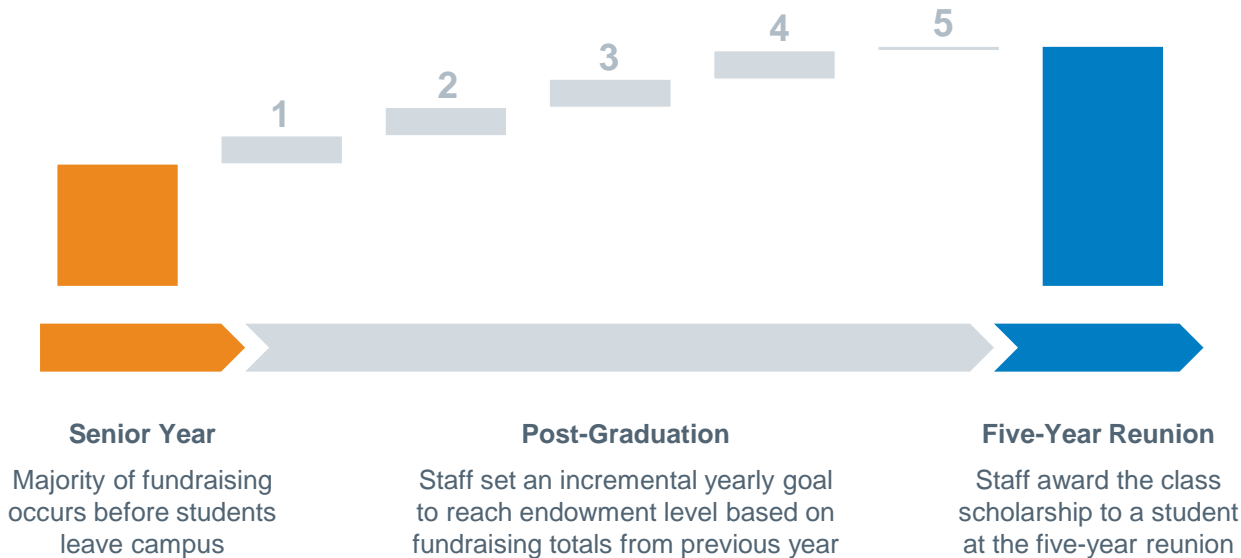 1
2
3
4
5
Senior Year
Majority of fundraising
occurs before students
leave campus
Post-Graduation
Staff set an incremental yearly goal
to reach endowment level based on
fundraising totals from previous year
Five-Year Reunion
Staff award the class
scholarship to a student
at the five-year reunion